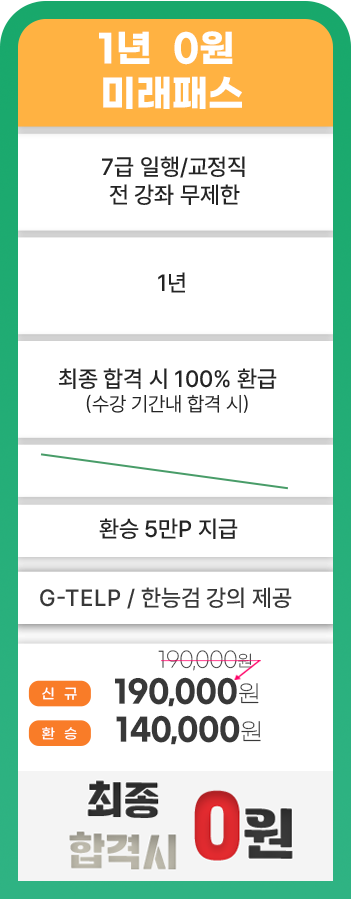 1년 0원
미래패스
7급 일행/교정직
전 강좌 무제한
1년
최종 합격 시 100% 환급
(수강 기간내 합격 시)
환승 5만P 지급
G-TELP / 한능검 강의 제공
190,000원
신 규 190,000원
환 승 140,000원
최종
합격시 0원